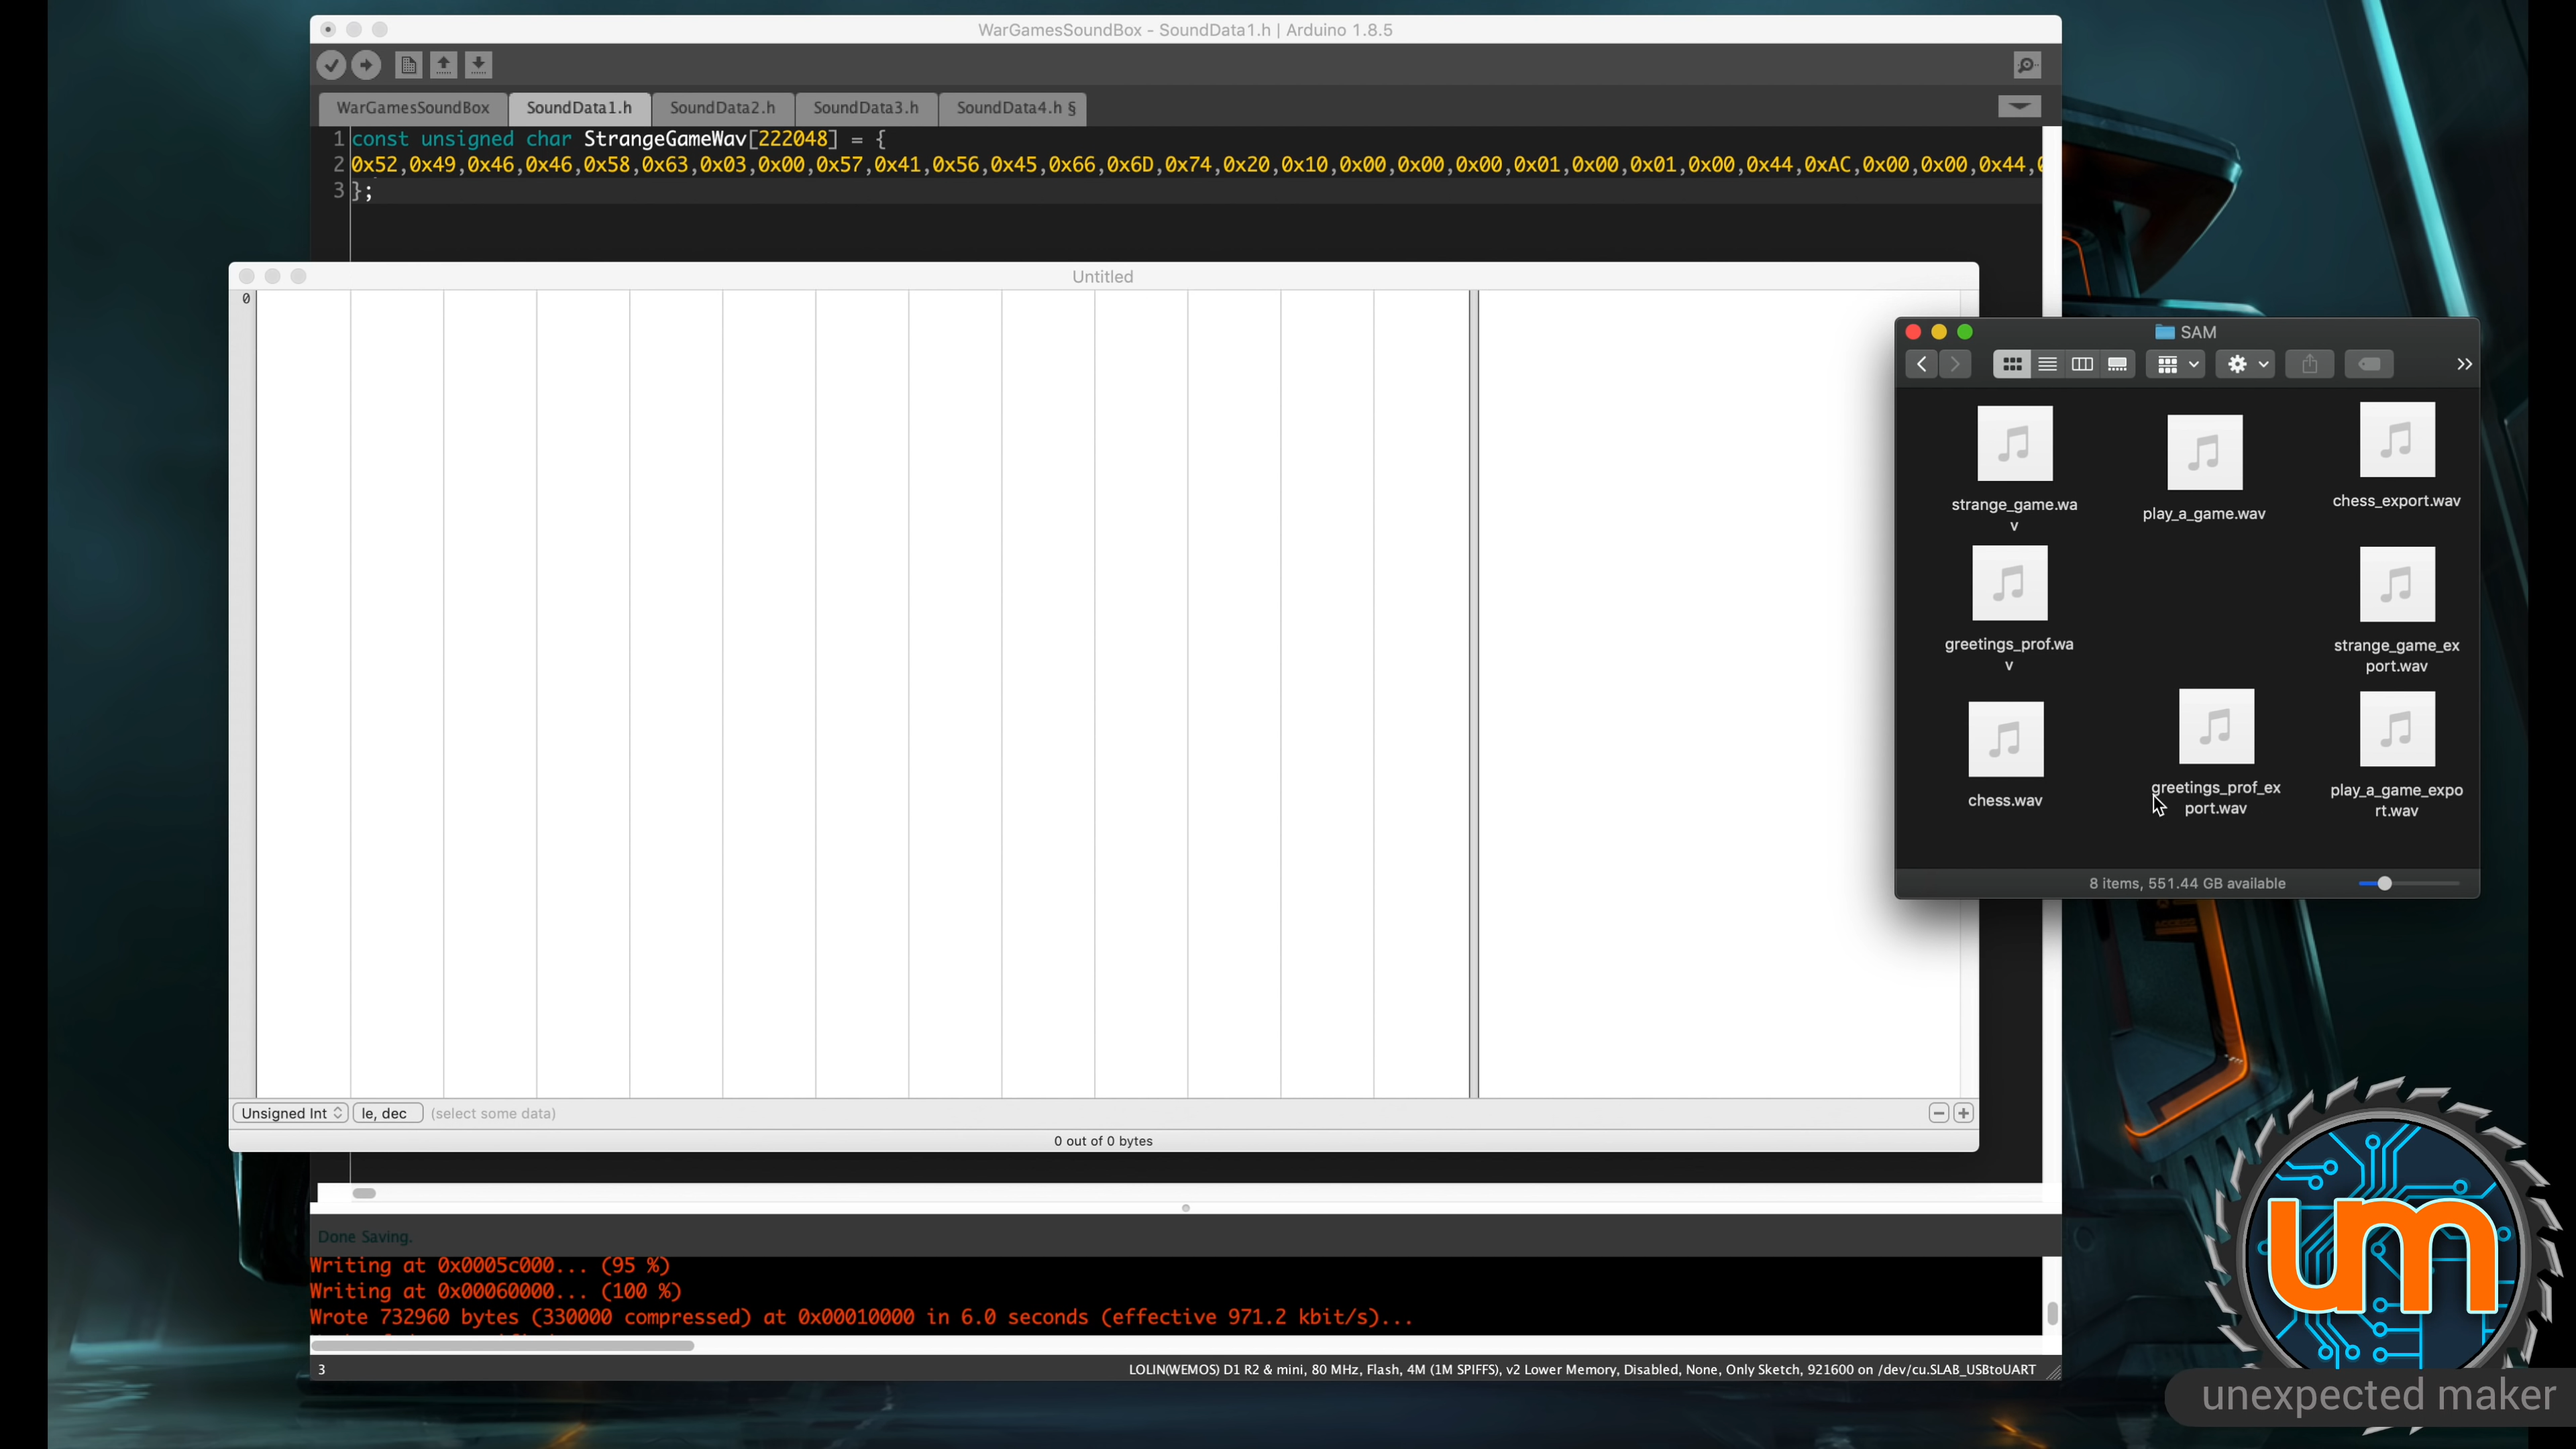 WarGamesSoundBox - SoundData1.h | Arduino 1.8.5
WarGamesSoundBox
SoundData1.h
SoundData2.h
SoundData3.h
SoundData4.h §
1 const unsigned char StrangeGameWav[222048] = {
2 0x52,0x49,0x46,0x46,0x58,0x63,0x03,0x00,0x57,0x41,0x56,0x45,0x66,0x6D,0x74,0x20,0x10,0x00,0x00,0x00,0x01,0x00,0x01,0x00,0x44,0xAC,0x00,0x00,0x44,
3 };
Untitled
0
SAM
strange_game.wa
v
play_a_game.wav
chess_export.wav
greetings_prof.wa
v
strange_game_ex
port.wav
chess.wav
greetings_prof_ex
port.wav
play_a_game_expo
rt.wav
8 items, 551.44 GB available
Unsigned Int
le, dec
(select some data)
0 out of 0 bytes
Done Saving.
Writing at 0x0005c000... (95 %)
Writing at 0x00060000... (100 %)
Wrote 732960 bytes (330000 compressed) at 0x00010000 in 6.0 seconds (effective 971.2 kbit/s)...
3
LOLIN(WEMOS) D1 R2 & mini, 80 MHz, Flash, 4M (1M SPIFFS), v2 Lower Memory, Disabled, None, Only Sketch, 921600 on /dev/cu.SLAB_USBtoUART
um
unexpected maker